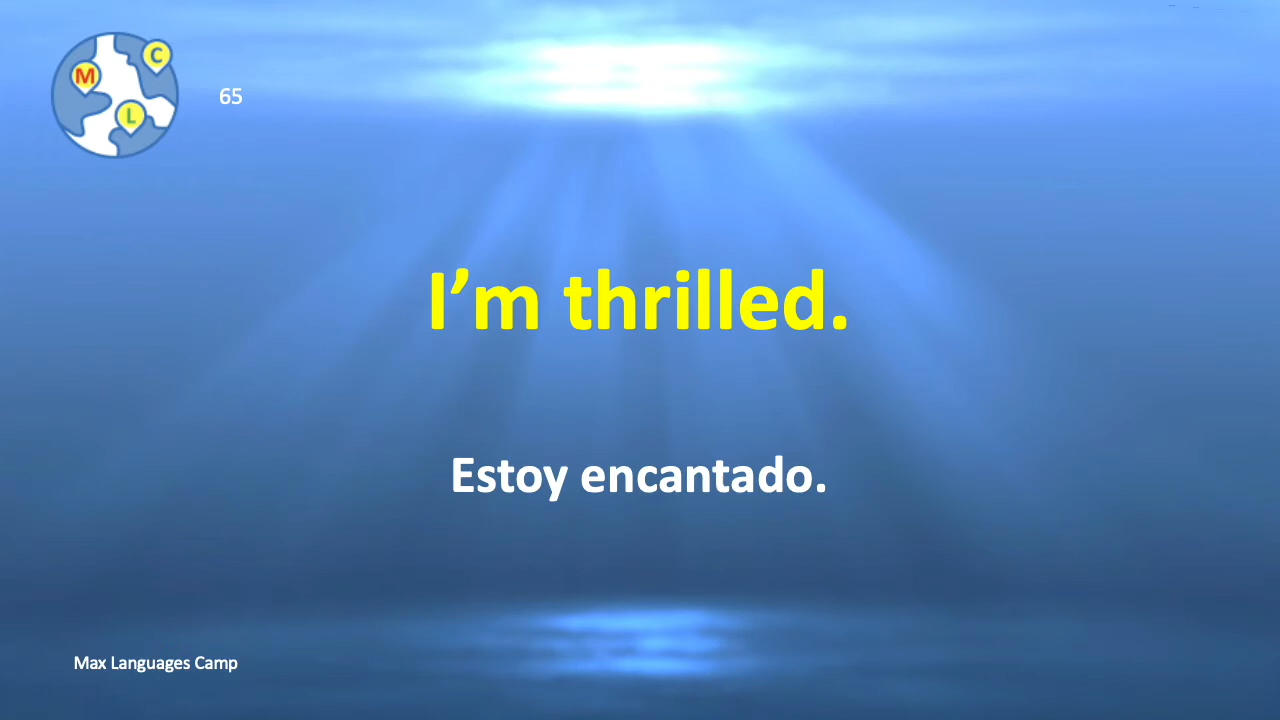 C
M
L
65
I’m thrilled.
Estoy encantado.
Max Languages Camp